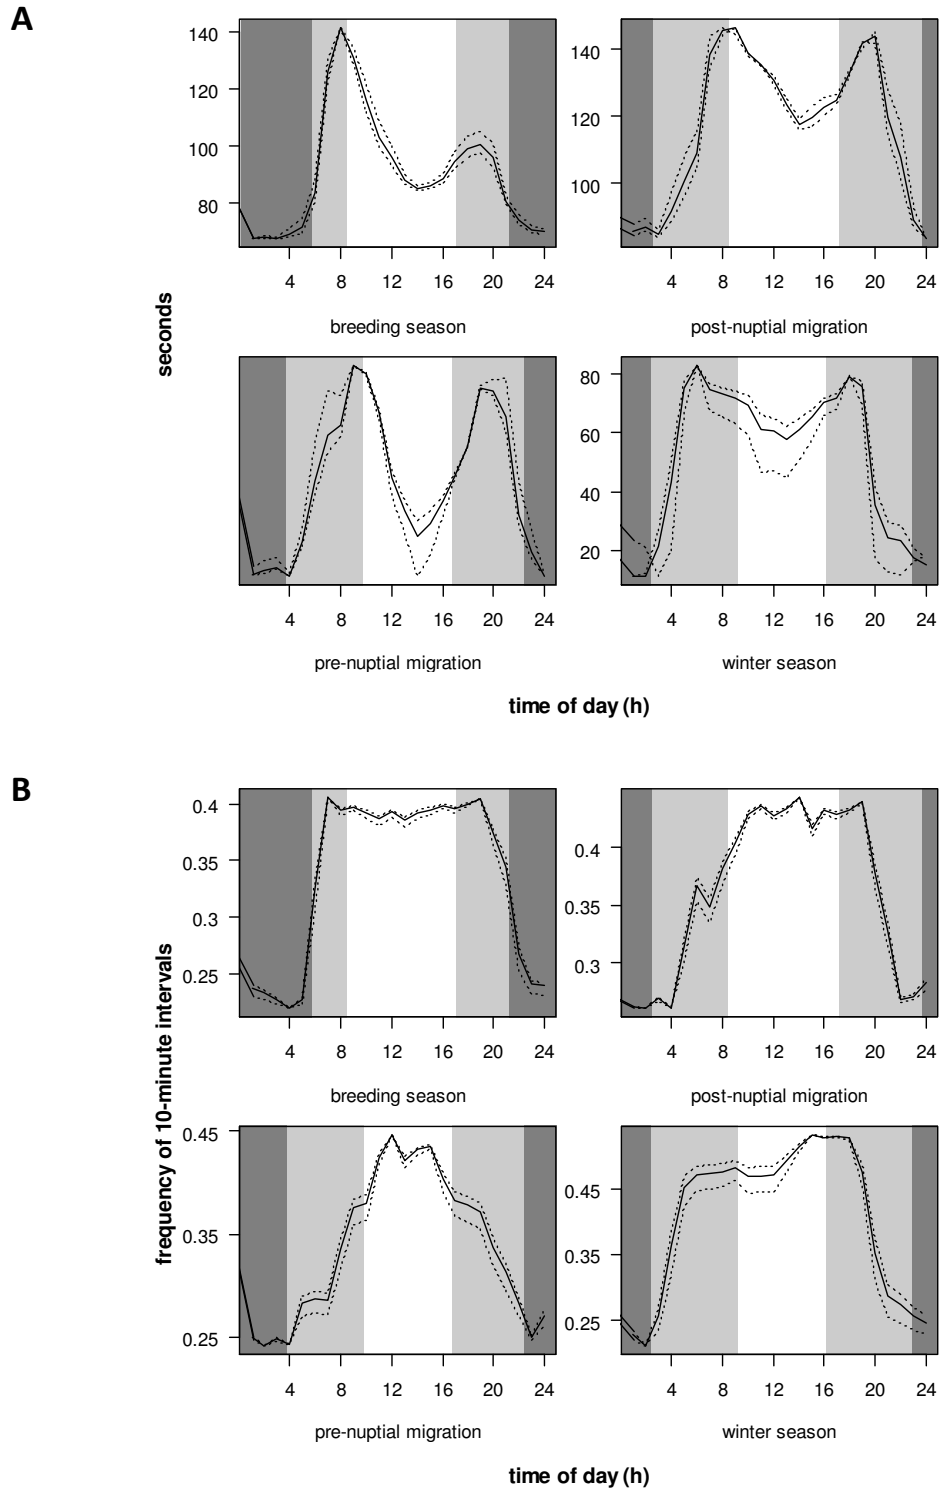 A
140
120
100
80
4 8 12 16 20 24
breeding season
140
120
100
4 8 12 16 20 24
post-nuptial migration
seconds
4 8 12 16 20 24
pre-nuptial migration
80
60
40
20
4 8 12 16 20 24
winter season
time of day (h)
B
0.4
0.35
0.3
0.25
4 8 12 16 20 24
breeding season
0.4
0.35
0.3
4 8 12 16 20 24
post-nuptial migration
frequency of 10-minute intervals
0.45
0.35
0.25
4 8 12 16 20 24
pre-nuptial migration
0.45
0.35
0.25
4 8 12 16 20 24
winter season
time of day (h)